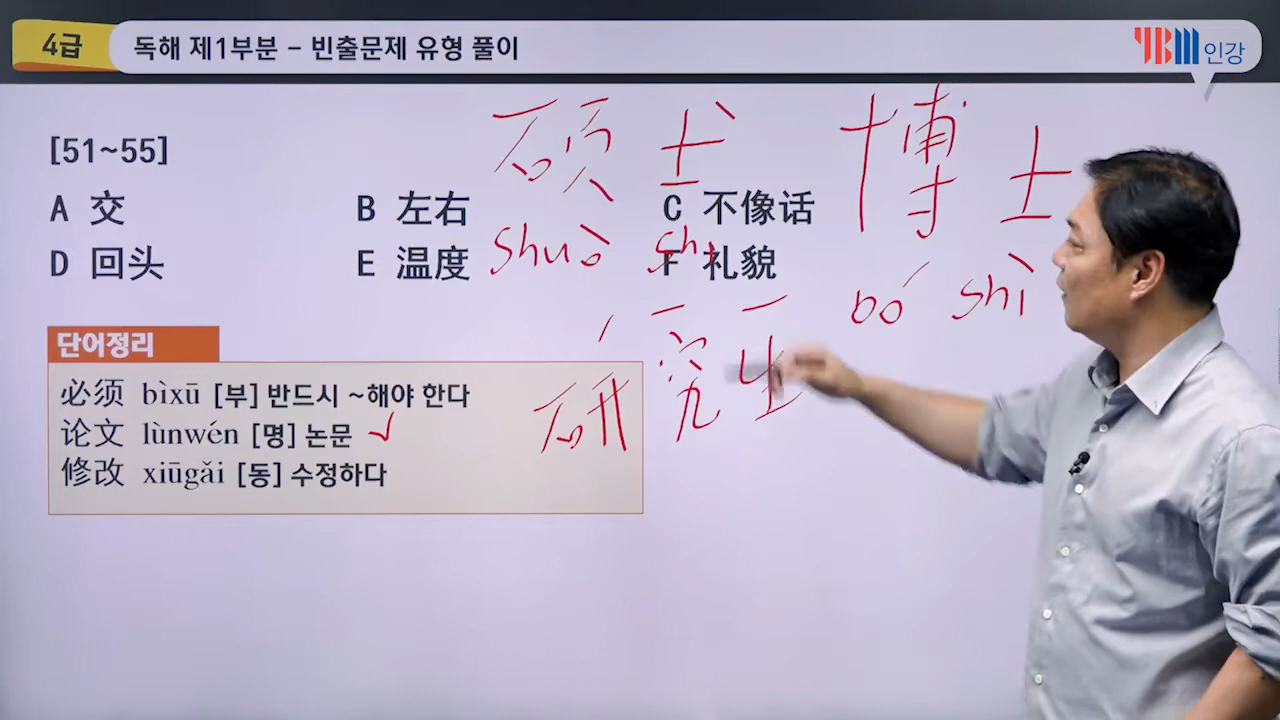 4급 독해 제1부분 – 빈출문제 유형 풀이 YBM 인강
[51~55]
硕士 博士
A 交 B 左右 C 不像话
shuò shì bó shì
D 回头 E 温度 F 礼貌
研究生
단어정리
必须 bìxū [부] 반드시 ~해야 한다
论文 lùnwén [명] 논문
修改 xiūgǎi [동] 수정하다